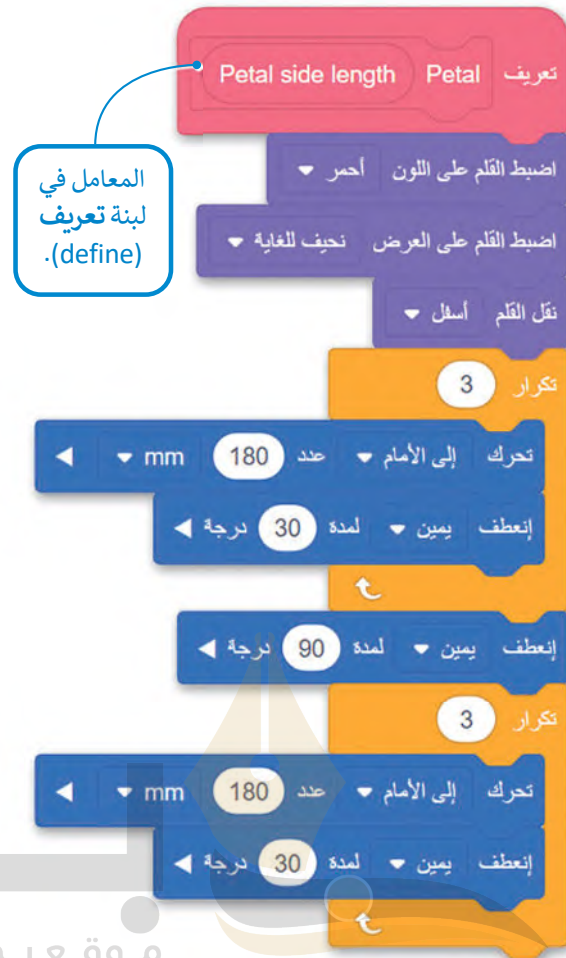 تعريف Petal Petal side length
المعامل في
لبنة تعريف
(define).
اضبط القلم على اللون أحمر
اضبط القلم على العرض نحيف للغاية
نقل القلم أسفل
تكرار 3
تحرك إلى الأمام عدد 180 mm
إنعطف يمين لمدة 30 درجة
إنعطف يمين لمدة 90 درجة
تكرار 3
تحرك إلى الأمام عدد 180 mm
إنعطف يمين لمدة 30 درجة